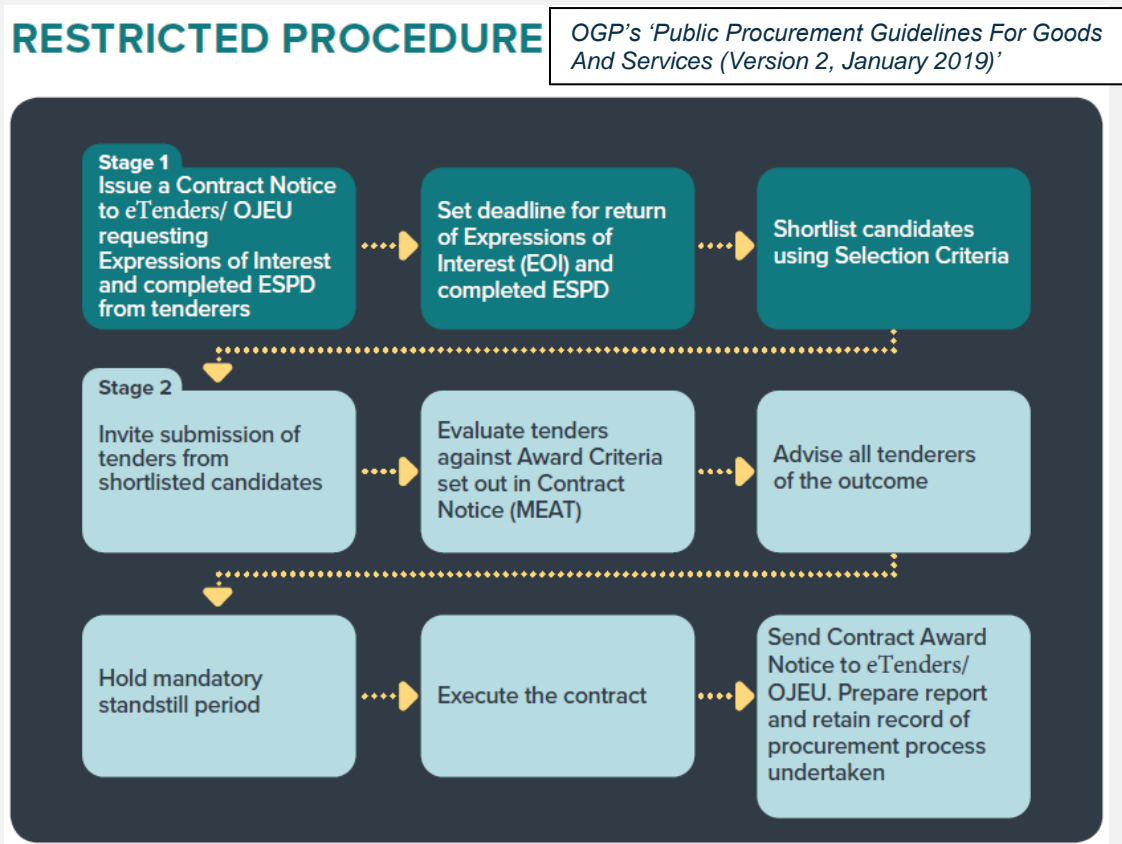 RESTRICTED PROCEDURE
OGP's 'Public Procurement Guidelines For Goods
And Services (Version 2, January 2019)'
Stage 1
Issue a Contract Notice
to eTenders/ OJEU
requesting
Expressions of Interest
and completed ESPD
from tenderers
Set deadline for return
of Expressions of
Interest (EOI) and
completed ESPD
Shortlist candidates
using Selection Criteria
Stage 2
Invite submission of
tenders from
shortlisted candidates
Evaluate tenders
against Award Criteria
set out in Contract
Notice (MEAT)
Advise all tenderers
of the outcome
Hold mandatory
standstill period
Execute the contract
Send Contract Award
Notice to eTenders/
OJEU. Prepare report
and retain record of
procurement process
undertaken